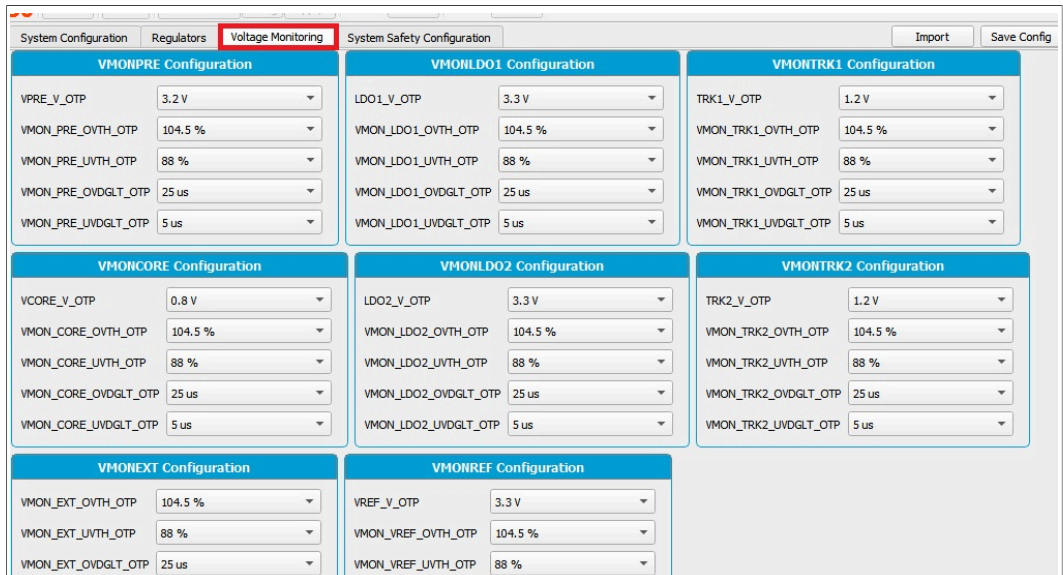 System Configuration Regulators Voltage Monitoring System Safety Configuration Import Save Config
VMONPRE Configuration
VPRE_V_OTP 3.2 V
VMON_PRE_OVTH_OTP 104.5 %
VMON_PRE_UVTH_OTP 88 %
VMON_PRE_OVDGLT_OTP 25 us
VMON_PRE_UVDGLT_OTP 5 us
VMONLDO1 Configuration
LDO1_V_OTP 3.3 V
VMON_LDO1_OVTH_OTP 104.5 %
VMON_LDO1_UVTH_OTP 88 %
VMON_LDO1_OVDGLT_OTP 25 us
VMON_LDO1_UVDGLT_OTP 5 us
VMONTRK1 Configuration
TRK1_V_OTP 1.2 V
VMON_TRK1_OVTH_OTP 104.5 %
VMON_TRK1_UVTH_OTP 88 %
VMON_TRK1_OVDGLT_OTP 25 us
VMON_TRK1_UVDGLT_OTP 5 us
VMONCORE Configuration
VCORE_V_OTP 0.8 V
VMON_CORE_OVTH_OTP 104.5 %
VMON_CORE_UVTH_OTP 88 %
VMON_CORE_OVDGLT_OTP 25 us
VMON_CORE_UVDGLT_OTP 5 us
VMONLDO2 Configuration
LDO2_V_OTP 3.3 V
VMON_LDO2_OVTH_OTP 104.5 %
VMON_LDO2_UVTH_OTP 88 %
VMON_LDO2_OVDGLT_OTP 25 us
VMON_LDO2_UVDGLT_OTP 5 us
VMONTRK2 Configuration
TRK2_V_OTP 1.2 V
VMON_TRK2_OVTH_OTP 104.5 %
VMON_TRK2_UVTH_OTP 88 %
VMON_TRK2_OVDGLT_OTP 25 us
VMON_TRK2_UVDGLT_OTP 5 us
VMONEXT Configuration
VMON_EXT_OVTH_OTP 104.5 %
VMON_EXT_UVTH_OTP 88 %
VMON_EXT_OVDGLT_OTP 25 us
VMONREF Configuration
VREF_V_OTP 3.3 V
VMON_VREF_OVTH_OTP 104.5 %
VMON_VREF_UVTH_OTP 88 %